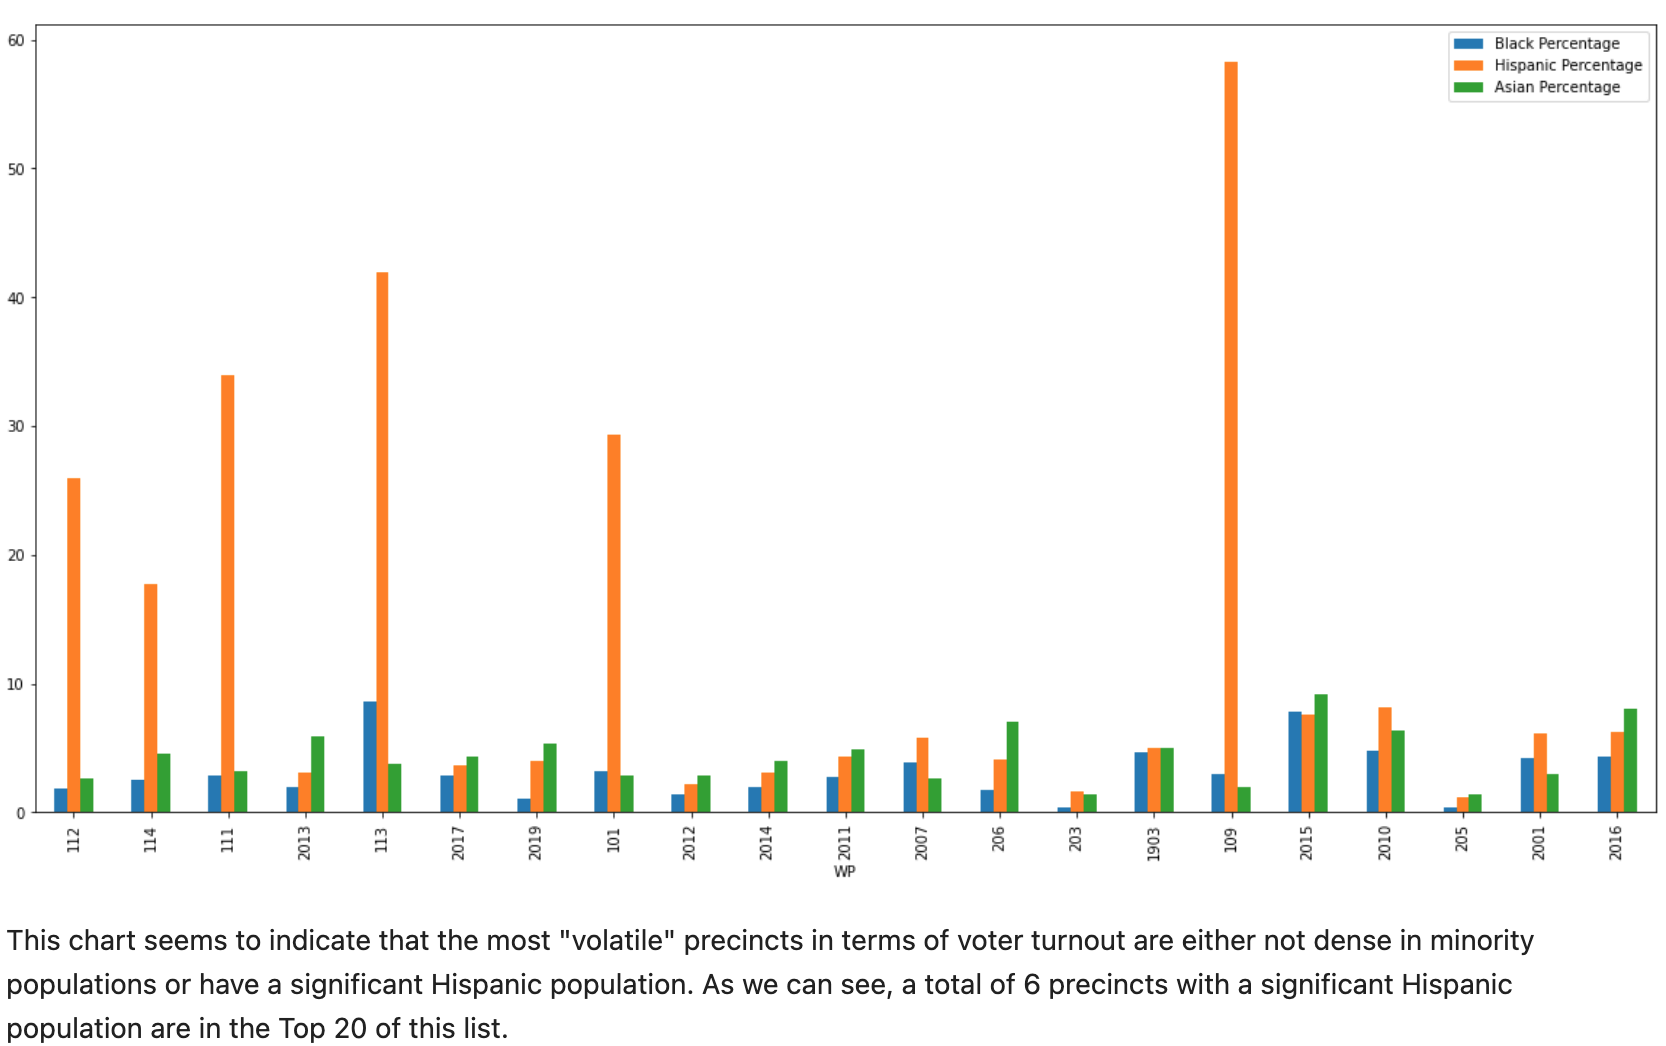 60
50
40
30
20
10
0
Black Percentage
Hispanic Percentage
Asian Percentage
112 114 111 2013 113 2017 2019 101 2012 2014 2011 2007 206 203 1903 109 2015 2010 205 2001 2016
WP
This chart seems to indicate that the most "volatile" precincts in terms of voter turnout are either not dense in minority
populations or have a significant Hispanic population. As we can see, a total of 6 precincts with a significant Hispanic
population are in the Top 20 of this list.